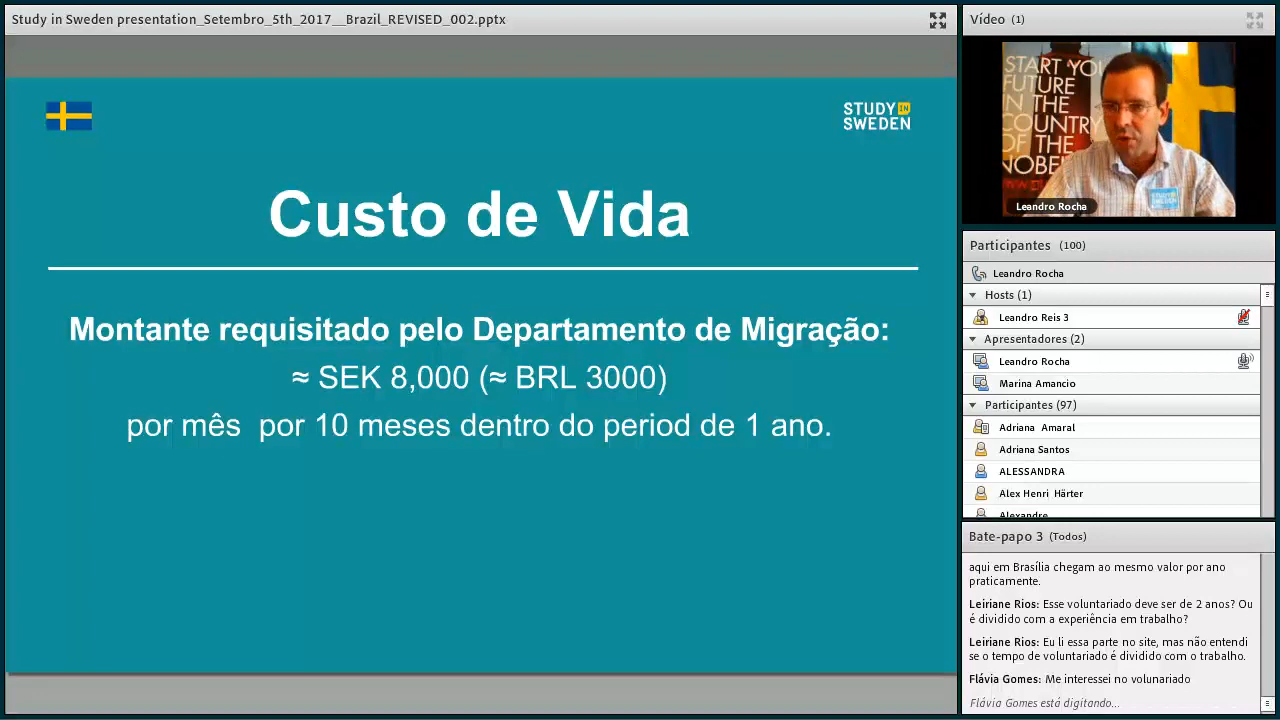 Study in Sweden presentation_Setembro_5th_2017__Brazil_REVISED_002.pptx
STUDY IN
SWEDEN
Custo de Vida
Montante requisitado pelo Departamento de Migração:
≈ SEK 8,000 (≈ BRL 3000)
por mês  por 10 meses dentro do period de 1 ano.
Vídeo (1)
START YO
FUTURE
IN THE
COUNTRY
OF THE
NOBE
Leandro Rocha
Participantes (100)
Leandro Rocha
Hosts (1)
Leandro Reis 3
Apresentadores (2)
Leandro Rocha
Marina Amancio
Participantes (97)
Adriana  Amaral
Adriana Santos
ALESSANDRA
Alex Henri  Härter
Alexandre
Bate-papo 3 (Todos)
aqui em Brasília chegam ao mesmo valor por ano
praticamente.
Leiriane Rios: Esse voluntariado deve ser de 2 anos? Ou
é dividido com a experiência em trabalho?
Leiriane Rios: Eu li essa parte no site, mas não entendi
se o tempo de voluntariado é dividido com o trabalho.
Flávia Gomes: Me interessei no volunariado
Flávia Gomes está digitando...